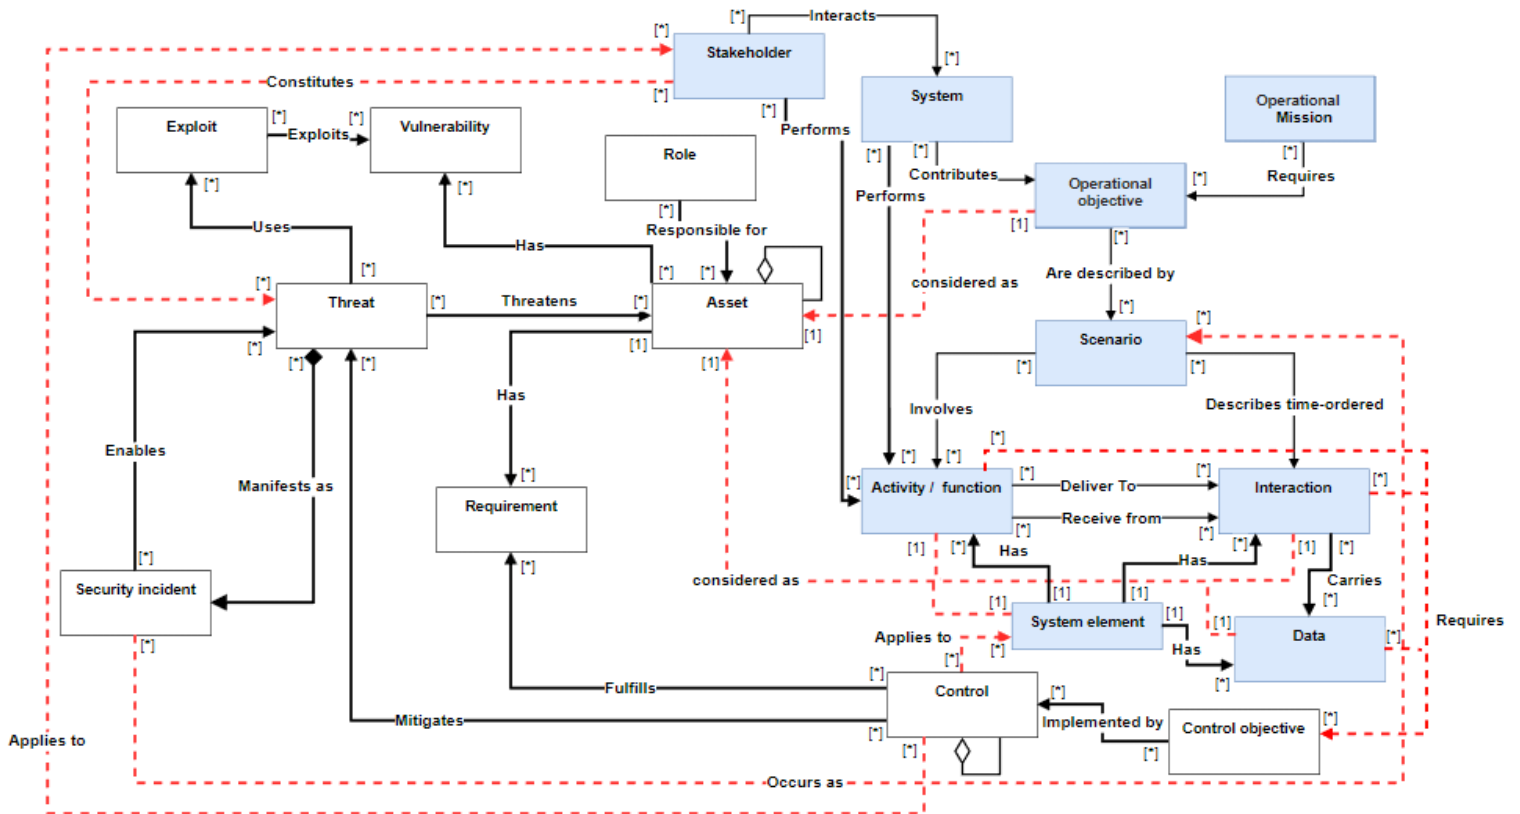 [*]
Interacts
[*]
Stakeholder
[*]
[*]
System
Constitutes
[*]
[*]
Performs
Operational
Mission
Exploit
[*]
Exploits
[*]
Vulnerability
Role
[*]
[*]
Contributes
[*]
Requires
[*]
[*]
[*]
Performs
Operational
objective
[*]
Uses
[*]
Responsible for
[1]
[*]
Has
[*]
[*]
[*]
Are described by
[*]
considered as
[*]
Threat
[*]
Threatens
[*]
Asset
[*]
[*]
[*]
[*]
[*]
[1]
[1]
[1]
Scenario
[*]
[*]
Has
Involves
Describes time-ordered
Enables
[*]
[*]
[*]
[*]
Manifests as
[*]
[*]
Activity / function
[*]
Deliver To
[*]
Interaction
[*]
Requirement
[*]
Receive from
[*]
[1]
[*]
Has
[*]
[1]
[*]
Has
[*]
[*]
considered as
Carries
Security incident
[1]
[1]
[1]
[*]
System element
[1]
[1]
Data
[*]
Requires
[*]
Applies to
[*]
Has
[*]
[*]
[*]
Control
[*]
Fulfills
Mitigates
[*]
[*]
Implemented by
[*]
Control objective
[*]
Applies to
Occurs as